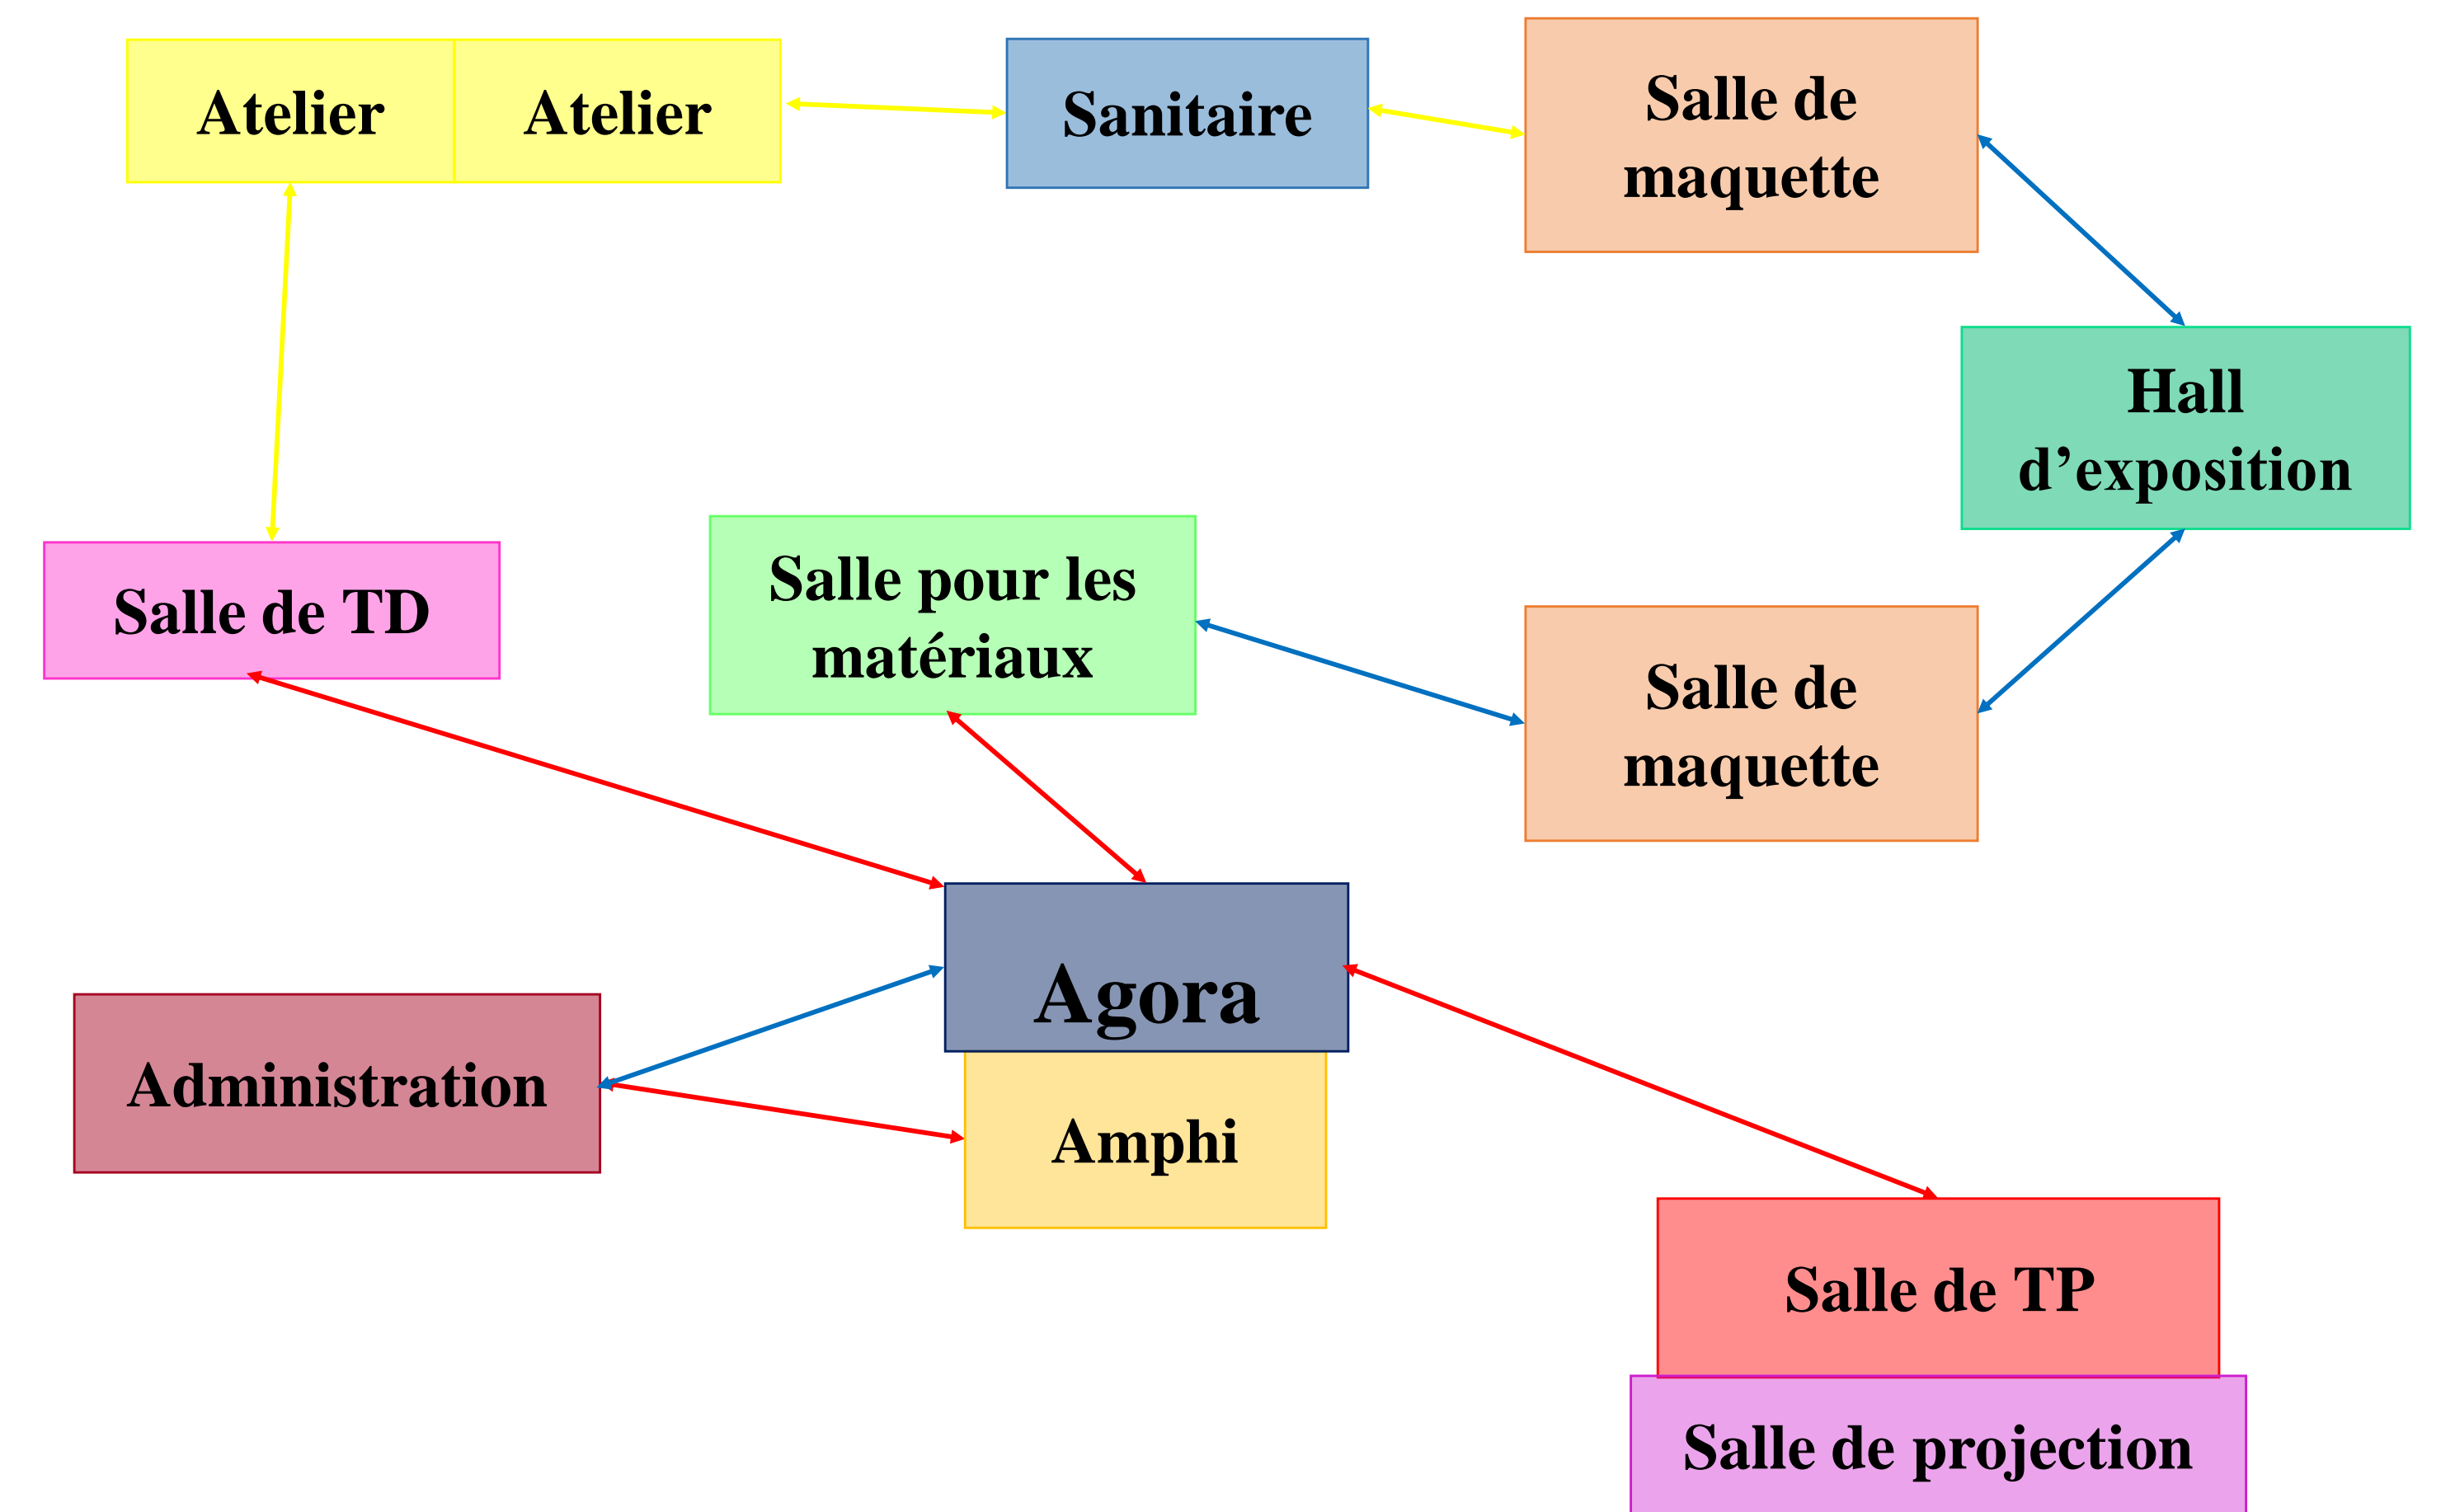 Atelier
Atelier
Sanitaire
Salle de
maquette
Hall
d’exposition
Salle de TD
Salle pour les
matériaux
Salle de
maquette
Agora
Administration
Amphi
Salle de TP
Salle de projection